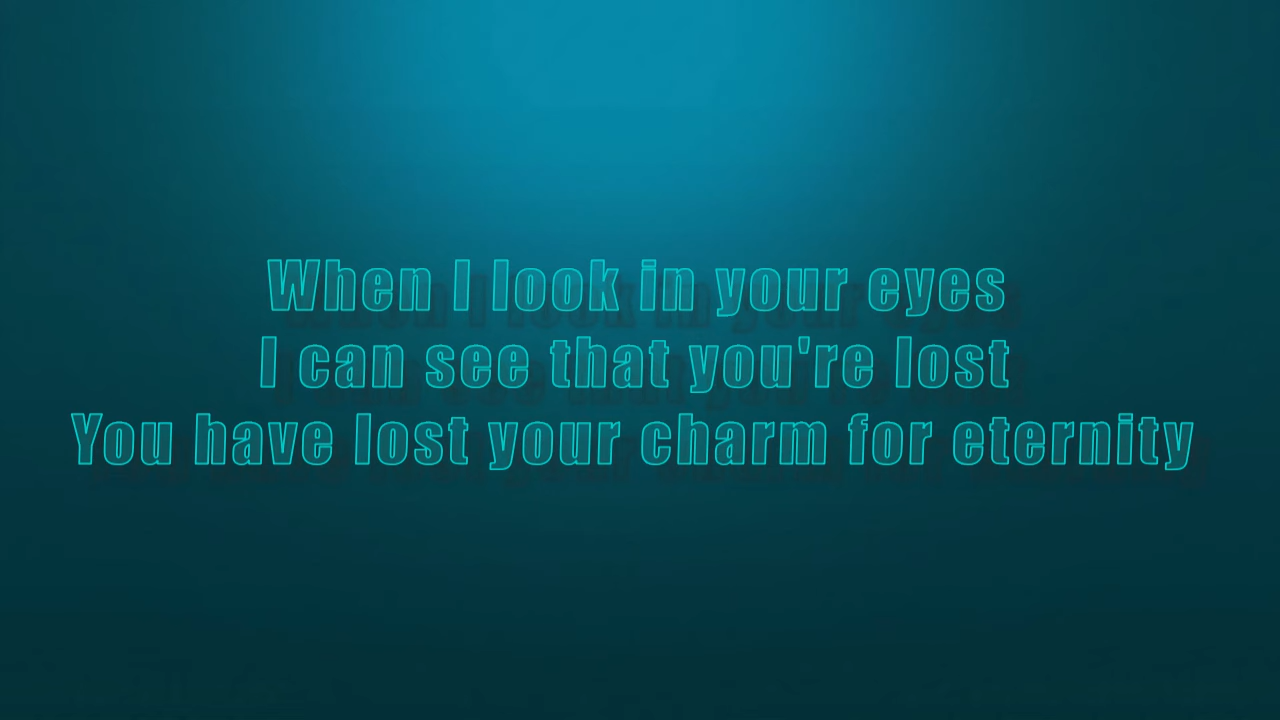 When I look in your eyes
I can see that you're lost
You have lost your charm for eternity